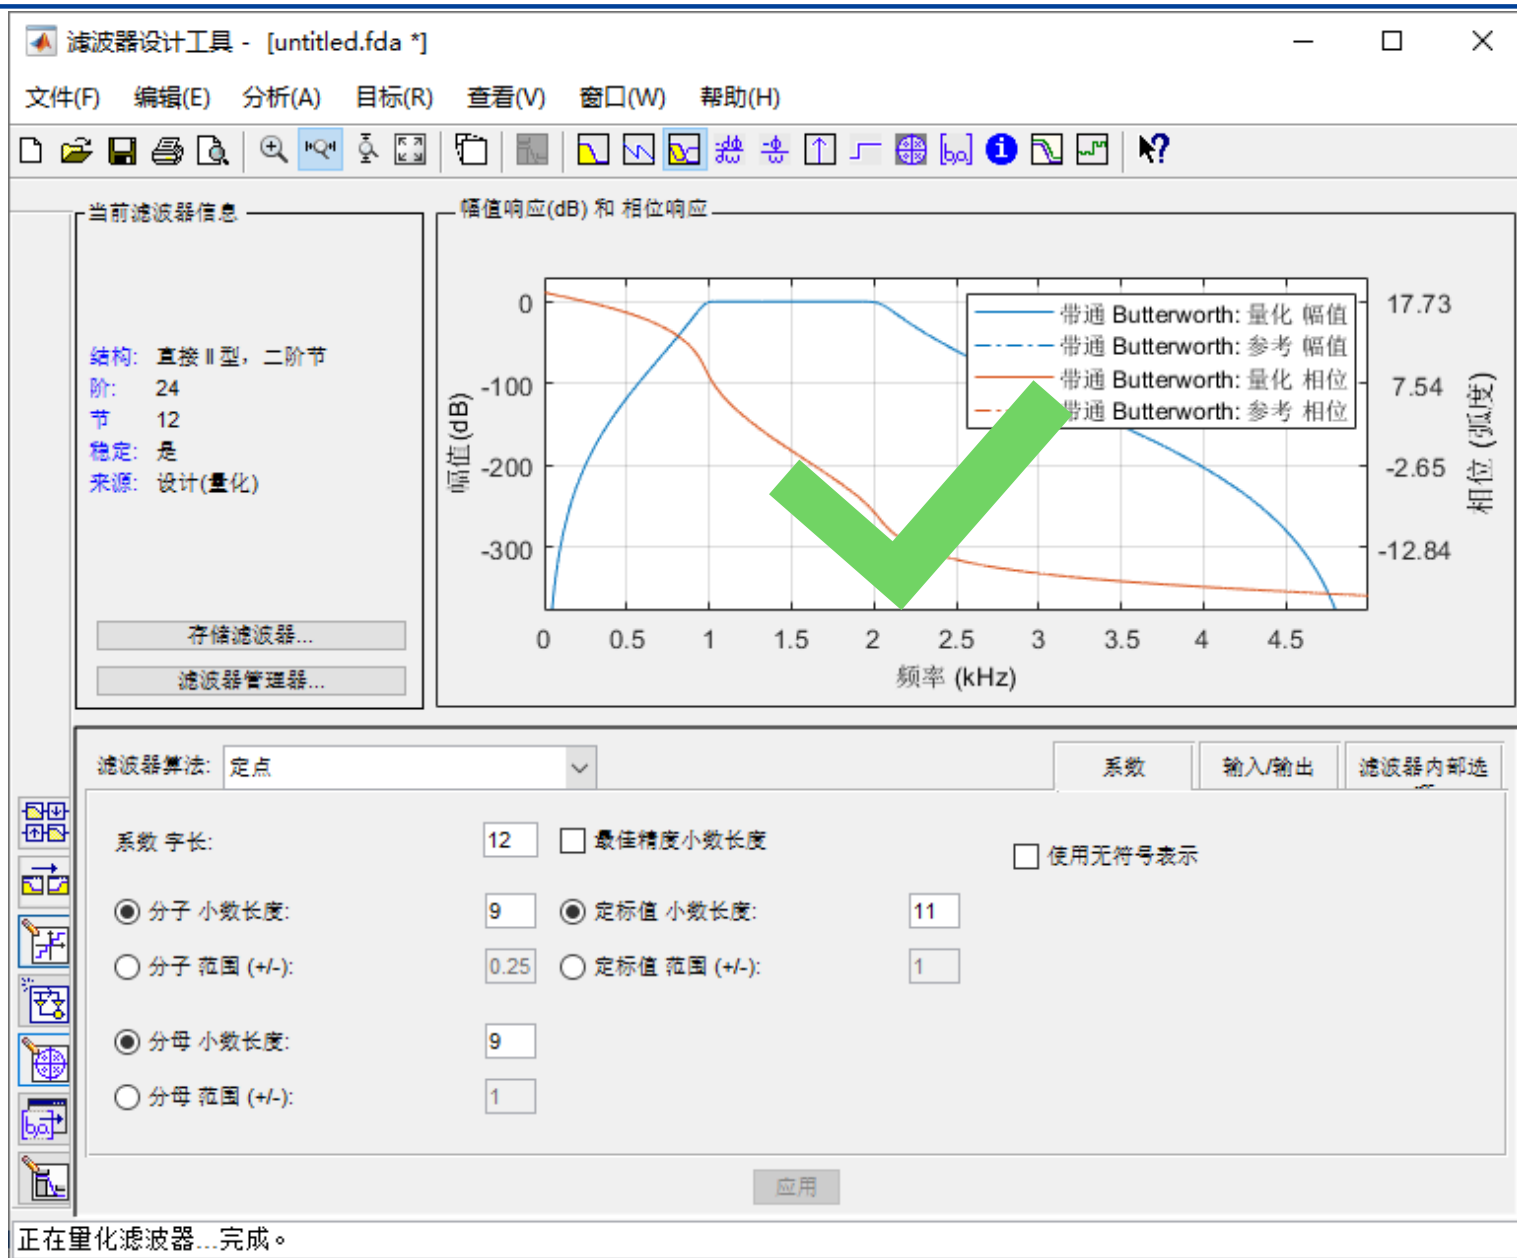 滤波器设计工具 - [untitled.fda *]
文件(F) 编辑(E) 分析(A) 目标(R) 查看(V) 窗口(W) 帮助(H)
当前滤波器信息
结构: 直接 II 型，二阶节
阶: 24
节 12
稳定: 是
来源: 设计(量化)
存储滤波器...
滤波器管理器...
幅值响应(dB) 和 相位响应
带通 Butterworth: 量化 幅值
带通 Butterworth: 参考 幅值
带通 Butterworth: 量化 相位
带通 Butterworth: 参考 相位
幅值(dB)
0
-100
-200
-300
17.73
7.54
-2.65
-12.84
相位 (弧度)
0 0.5 1 1.5 2 2.5 3 3.5 4 4.5
频率 (kHz)
滤波器算法: 定点
系数 输入/输出 滤波器内部选
系数 字长: 12 最佳精度小数长度
使用无符号表示
分子 小数长度: 9 定标值 小数长度: 11
分子 范围 (+/-): 0.25 定标值 范围 (+/-): 1
分母 小数长度: 9
分母 范围 (+/-): 1
应用
正在量化滤波器...完成。